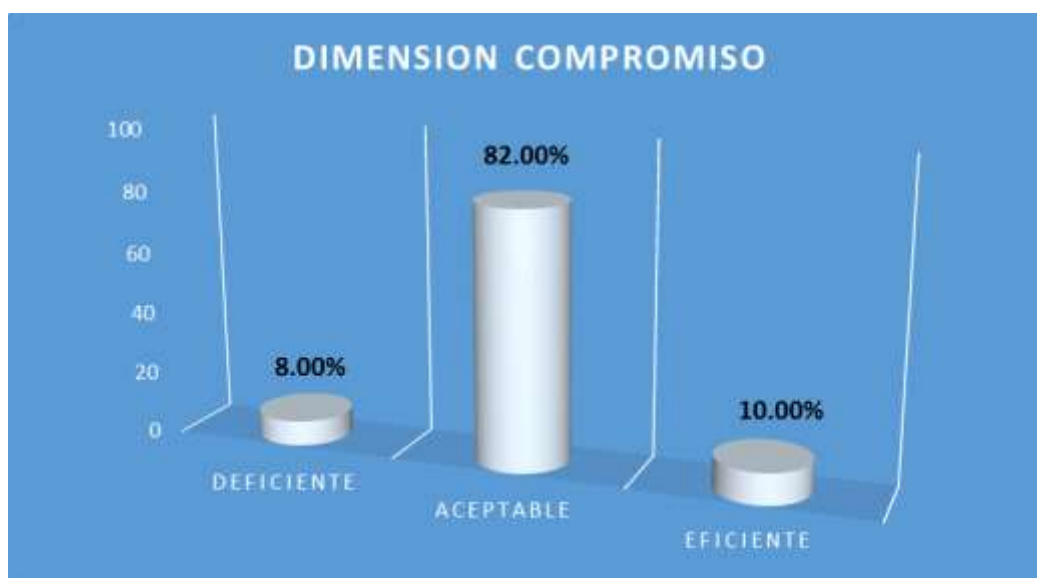 DIMENSION COMPROMISO
100
80
60
40
20
0
8.00%
82.00%
10.00%
DEFICIENTE
ACEPTABLE
EFICIENTE